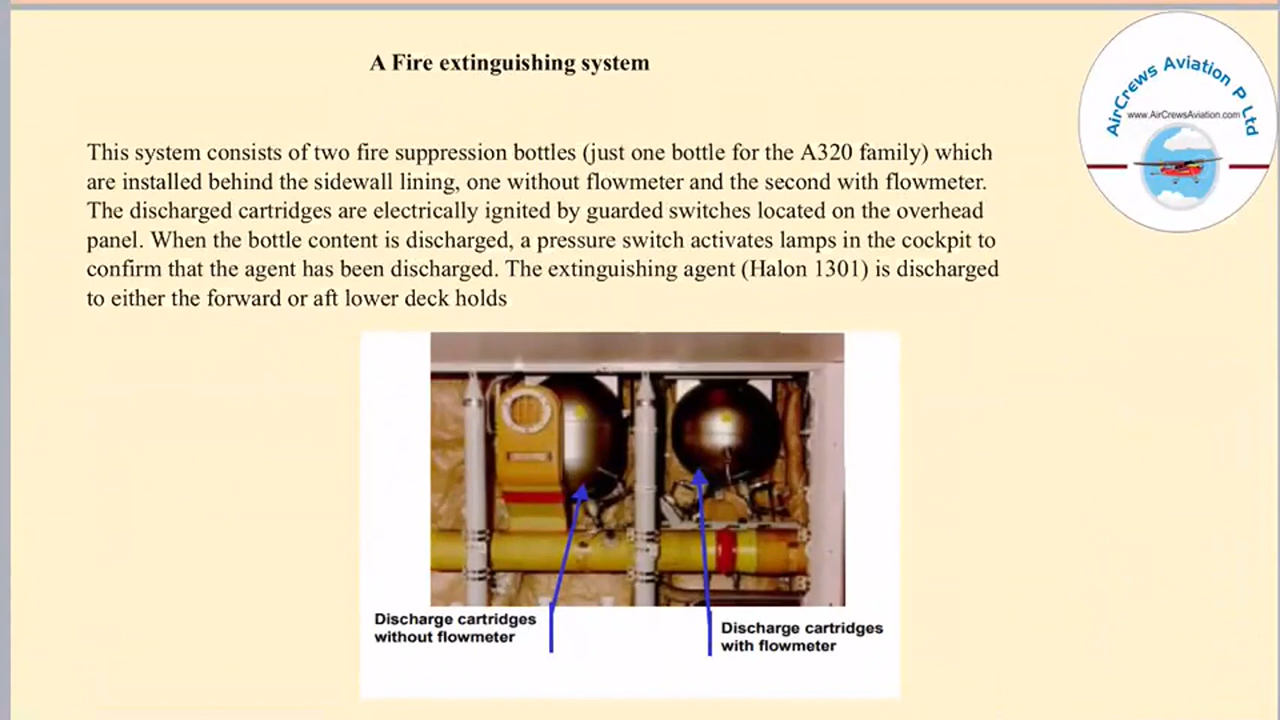 A Fire extinguishing system
AirCrews Aviation P Ltd
www.AirCrewsAviation.com
This system consists of two fire suppression bottles (just one bottle for the A320 family) which
are installed behind the sidewall lining, one without flowmeter and the second with flowmeter.
The discharged cartridges are electrically ignited by guarded switches located on the overhead
panel. When the bottle content is discharged, a pressure switch activates lamps in the cockpit to
confirm that the agent has been discharged. The extinguishing agent (Halon 1301) is discharged
to either the forward or aft lower deck holds
Discharge cartridges
without flowmeter
Discharge cartridges
with flowmeter